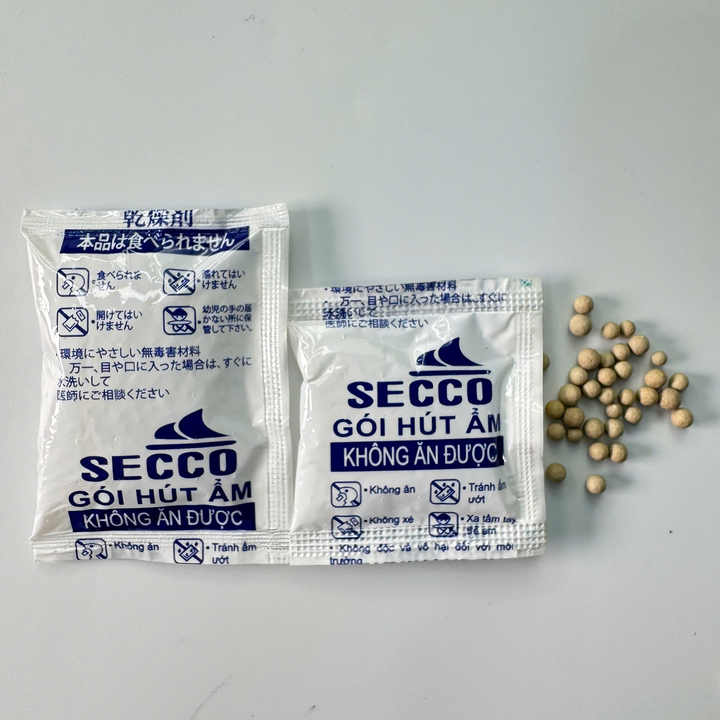 乾燥剤
本品は食べられません
食べられま
せん
濡れてはい
けません
開けてはい
けません
幼児の手の届
かない所に保
管して下さい。
・環境にやさしい無毒害材料
万一、目や口に入った場合は、すぐに
水洗いして
医師にご相談ください
SECCO
GÓI HÚT ẨM
KHÔNG ĂN ĐƯỢC
• Không ăn
• Tránh ẩm
ướt
・環境にやさしい無毒害材料
万一、目や口に入った場合は、すぐに
水洗いして
医師にご相談ください
SECCO
GÓI HÚT ẨM
KHÔNG ĂN ĐƯỢC
• Không ăn
• Tránh ẩm
ướt
• Không xé
• Xa tầm tay
trẻ em
• Không độc và vô hại đối với môi
trường